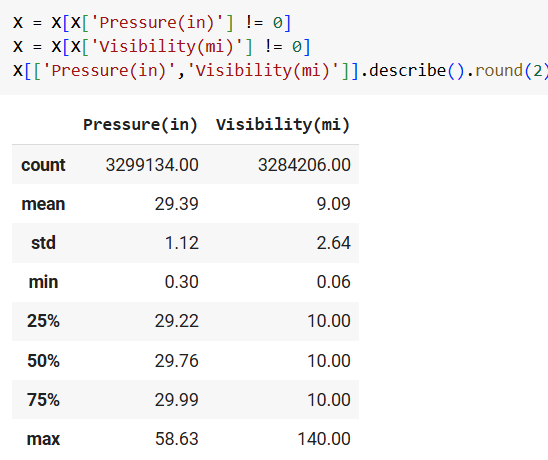 X = X[X['Pressure(in)'] != 0]
X = X[X['Visibility(mi)'] != 0]
X[['Pressure(in)','Visibility(mi)']].describe().round(2)
Pressure(in) Visibility(mi)
count 3299134.00 3284206.00
mean 29.39 9.09
std 1.12 2.64
min 0.30 0.06
25% 29.22 10.00
50% 29.76 10.00
75% 29.99 10.00
max 58.63 140.00